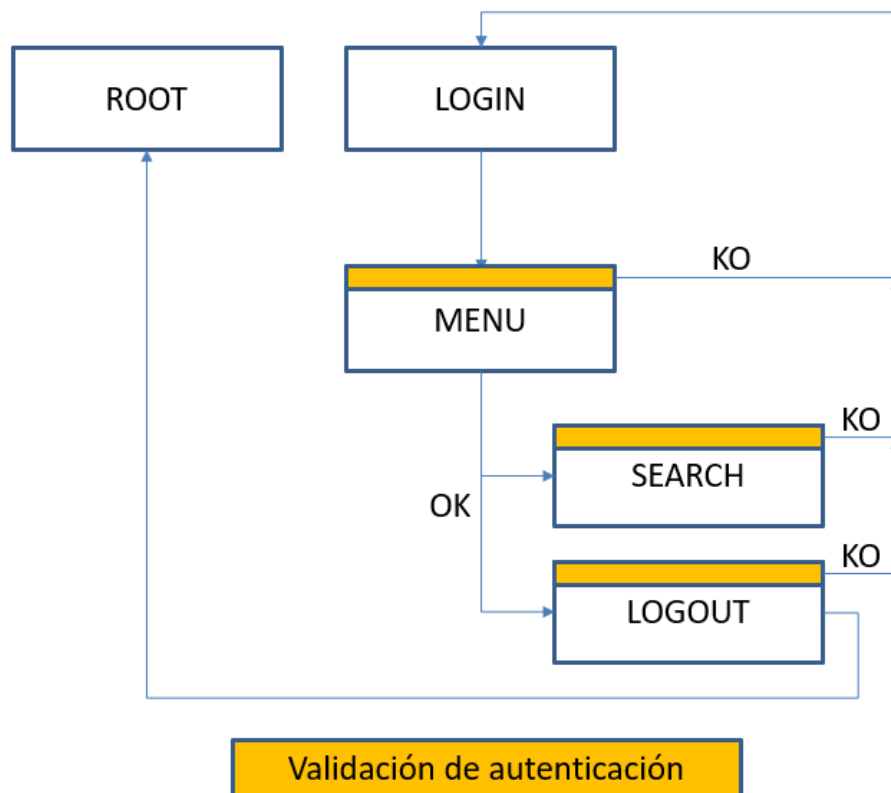 ROOT
LOGIN
KO
MENU
KO
SEARCH
OK
KO
LOGOUT
Validación de autenticación